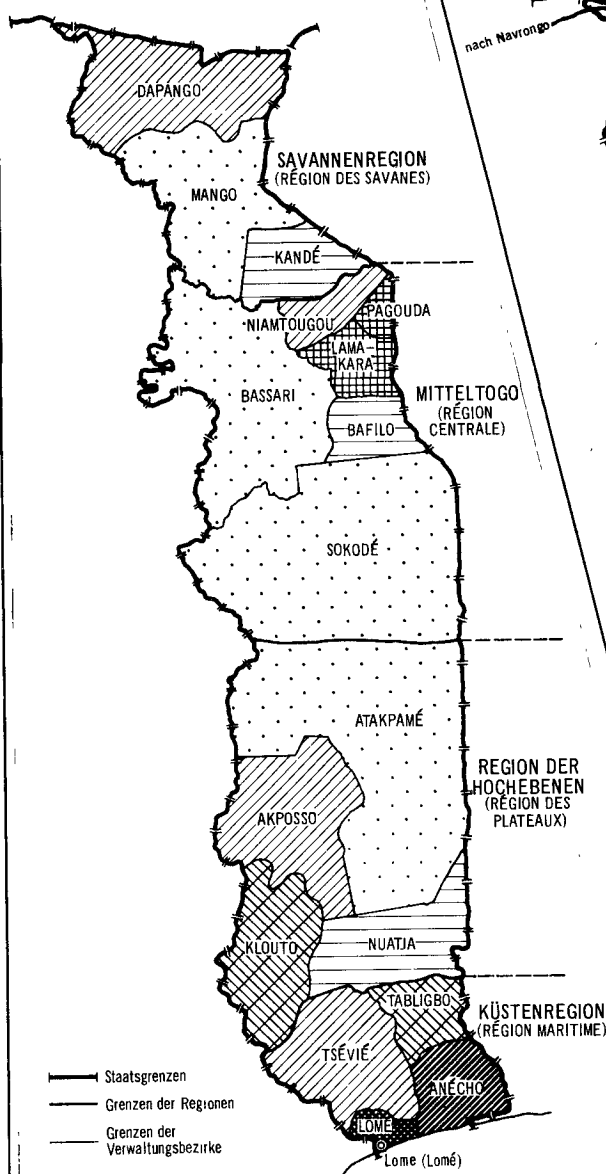 nach Navrongo
DAPANGO
SAVANNENREGION
(RÉGION DES SAVANES)
MANGO
KANDÉ
PAGOUDA
NIAMTOUGOU
LAMA-
KARA
MITTELTOGO
(RÉGION
CENTRALE)
BASSARI
BAFILO
SOKODÉ
ATAKPAMÉ
REGION DER
HOCHEBENEN
(RÉGION DES
PLATEAUX)
AKPOSSO
KLOUTO
NUATJA
TABLIGBO
KÜSTENREGION
(RÉGION MARITIME)
TSÉVIÉ
ANÉCHO
LOMÉ
Lome (Lomé)
Staatsgrenzen
Grenzen der Regionen
Grenzen der
Verwaltungsbezirke